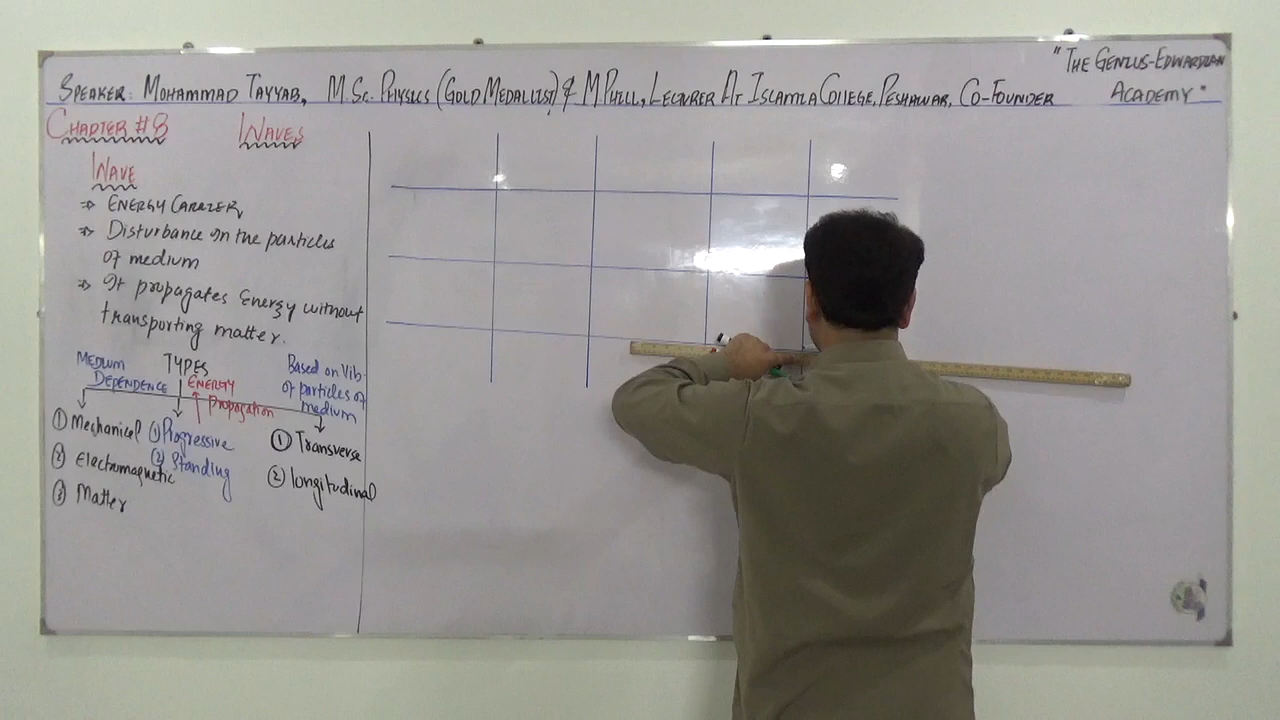 "THE GENIUS-EDWARDIAN
SPEAKER: MOHAMMAD TAYYAB, M.Sc. PHYSICS (GOLD MEDALLIST) & M PHILL, LECTURER AT ISLAMIA COllEGE, PESHAWAR, CO-FOUNDER ACADEMY"
CHAPTER #8 WAVES
WAVE
⇒ ENERGY CARRIER
⇒ Disturbance in the particles
of medium
⇒ It propagates Energy without
transporting matter.
TYPES
MEDIUM
DEPENDENCE
① Mechanical
② Electromagnetic
③ Matter
ENERGY
Propagation
① Progressive
② Standing
Based on Vib-
of particles of
medium
① Transverse
② longitudinal